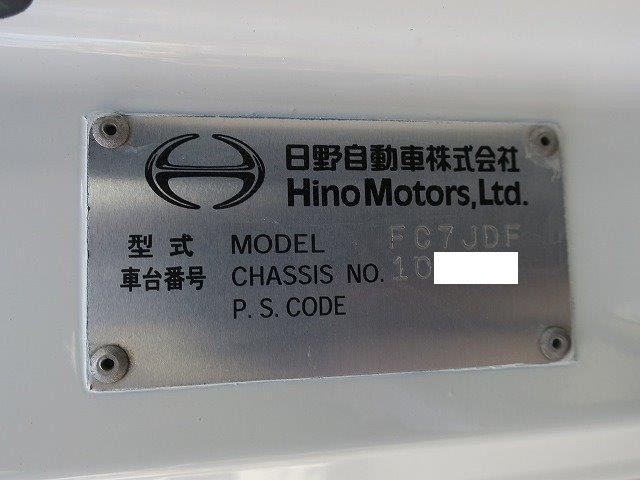 日野自動車株式会社
Hino Motors, Ltd.
型式 MODEL FC7JDF
車台番号 CHASSIS NO. 10
P.S.CODE